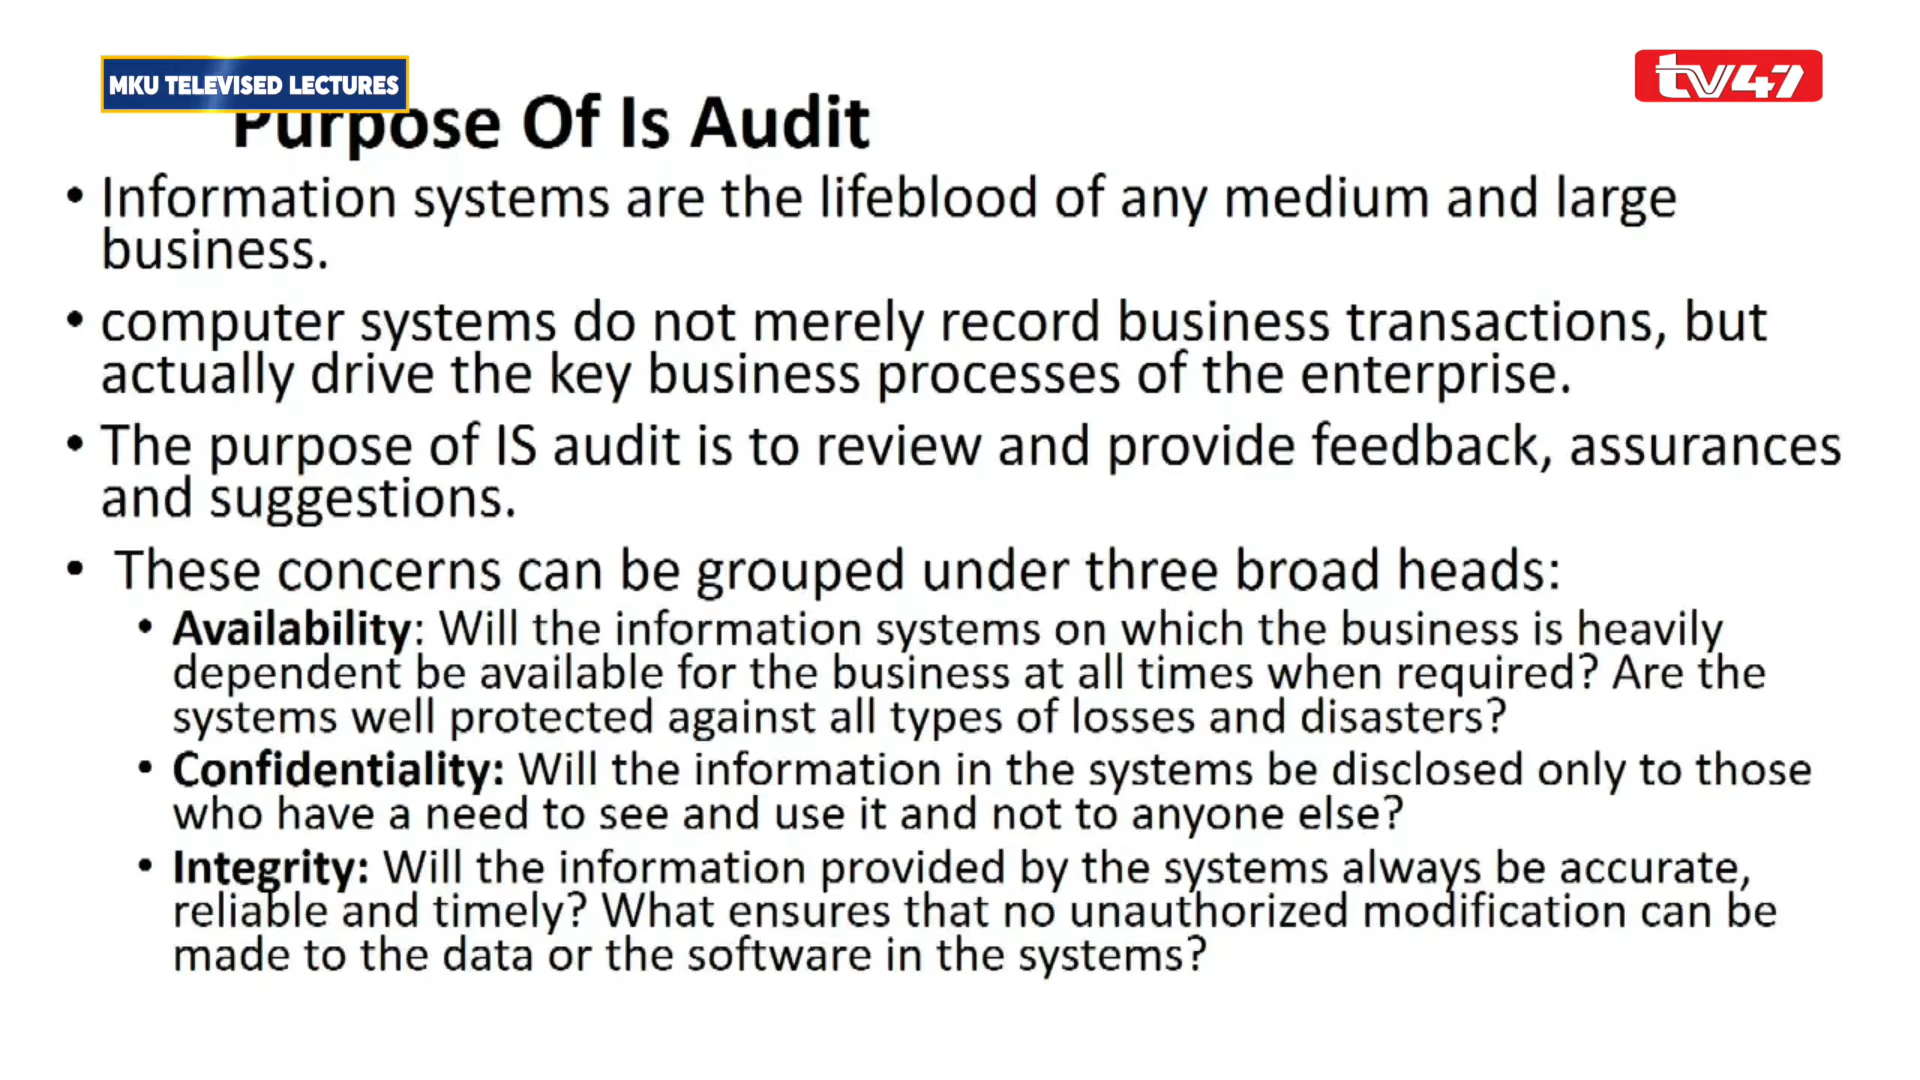 MKU TELEVISED LECTURES
tv47
Purpose Of Is Audit
• Information systems are the lifeblood of any medium and large
business.
• computer systems do not merely record business transactions, but
actually drive the key business processes of the enterprise.
• The purpose of IS audit is to review and provide feedback, assurances
and suggestions.
• These concerns can be grouped under three broad heads:
• Availability: Will the information systems on which the business is heavily
dependent be available for the business at all times when required? Are the
systems well protected against all types of losses and disasters?
• Confidentiality: Will the information in the systems be disclosed only to those
who have a need to see and use it and not to anyone else?
• Integrity: Will the information provided by the systems always be accurate,
reliable and timely? What ensures that no unauthorized modification can be
made to the data or the software in the systems?